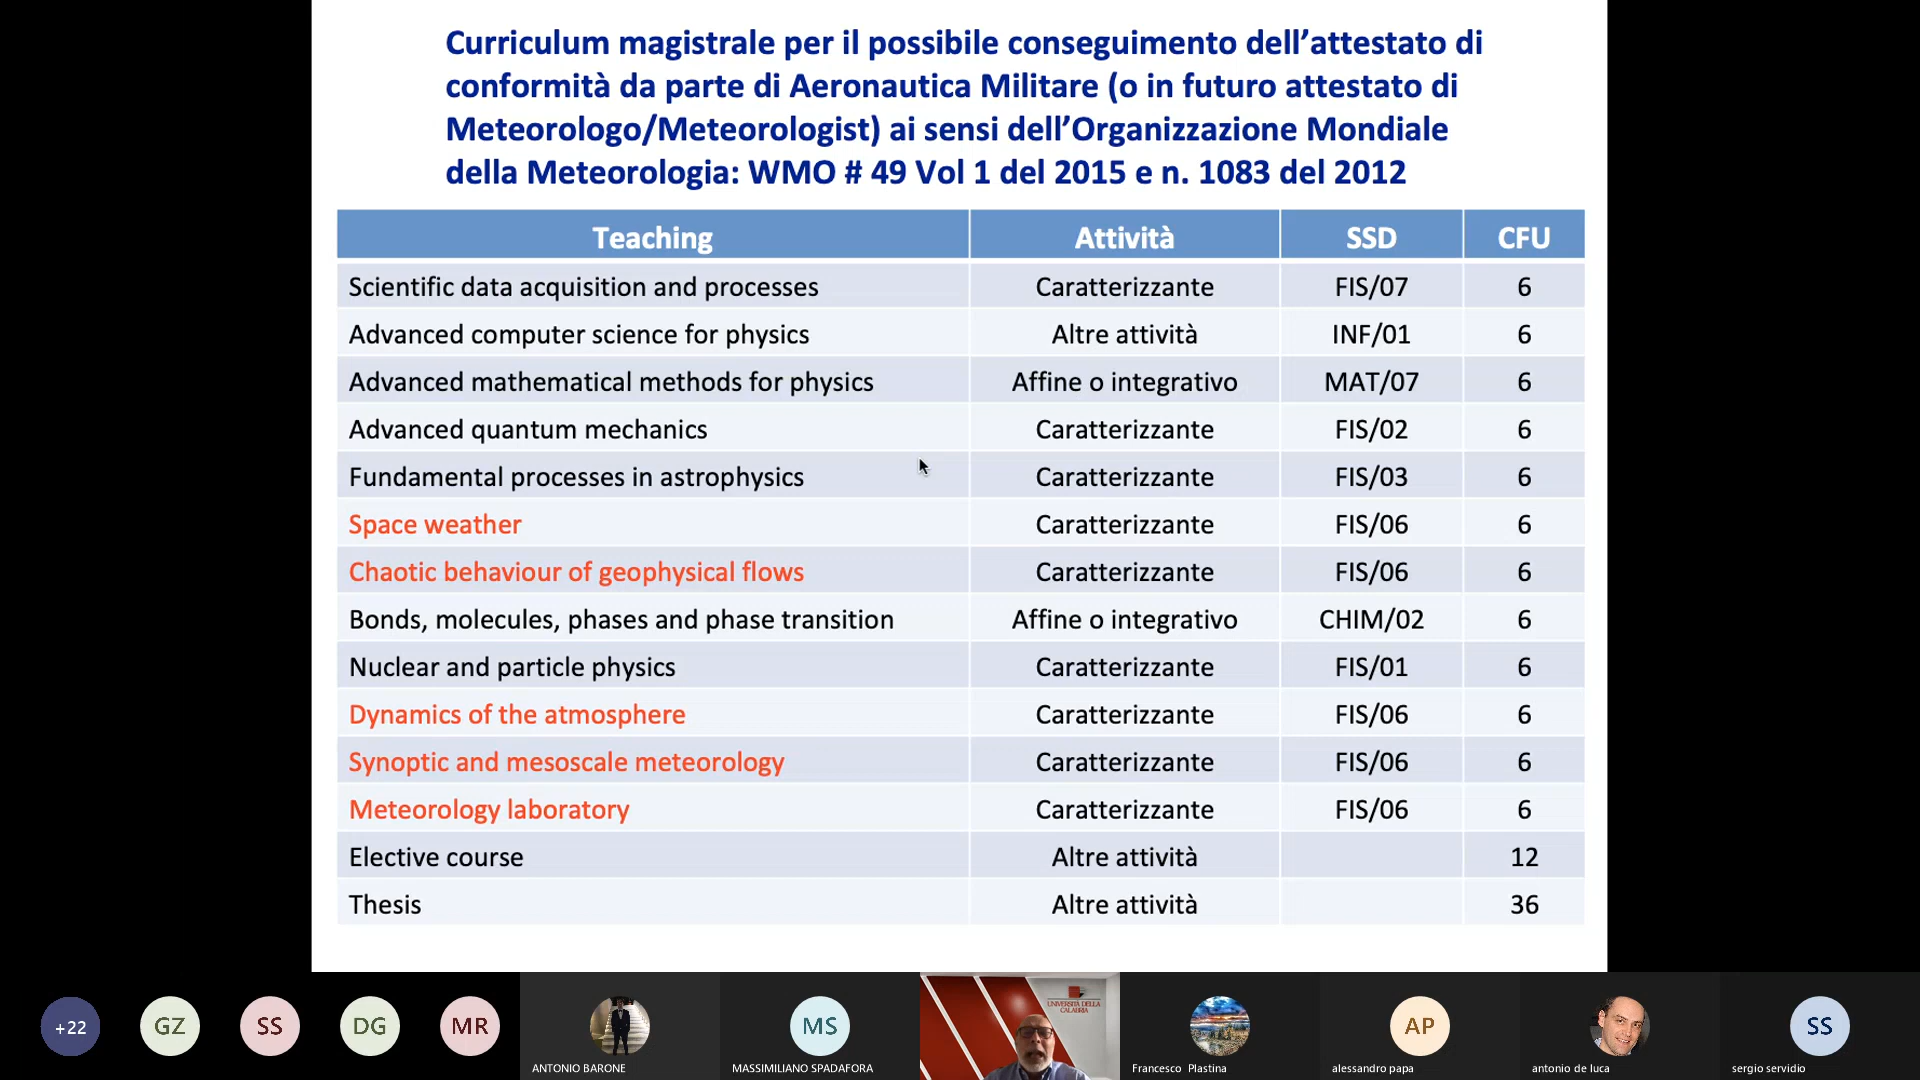 Curriculum magistrale per il possibile conseguimento dell'attestato di
conformità da parte di Aeronautica Militare (o in futuro attestato di
Meteorologo/Meteorologist) ai sensi dell'Organizzazione Mondiale
della Meteorologia: WMO # 49 Vol 1 del 2015 e n. 1083 del 2012
Teaching Attività SSD CFU
Scientific data acquisition and processes Caratterizzante FIS/07 6
Advanced computer science for physics Altre attività INF/01 6
Advanced mathematical methods for physics Affine o integrativo MAT/07 6
Advanced quantum mechanics Caratterizzante FIS/02 6
Fundamental processes in astrophysics Caratterizzante FIS/03 6
Space weather Caratterizzante FIS/06 6
Chaotic behaviour of geophysical flows Caratterizzante FIS/06 6
Bonds, molecules, phases and phase transition Affine o integrativo CHIM/02 6
Nuclear and particle physics Caratterizzante FIS/01 6
Dynamics of the atmosphere Caratterizzante FIS/06 6
Synoptic and mesoscale meteorology Caratterizzante FIS/06 6
Meteorology laboratory Caratterizzante FIS/06 6
Elective course Altre attività 12
Thesis Altre attività 36
+22 GZ SS DG MR MS AP SS
UNIVERSITÀ DELLA
CALABRIA
ANTONIO BARONE MASSIMILIANO SPADAFORA Francesco Plastina alessandro papa antonio de luca sergio servidio